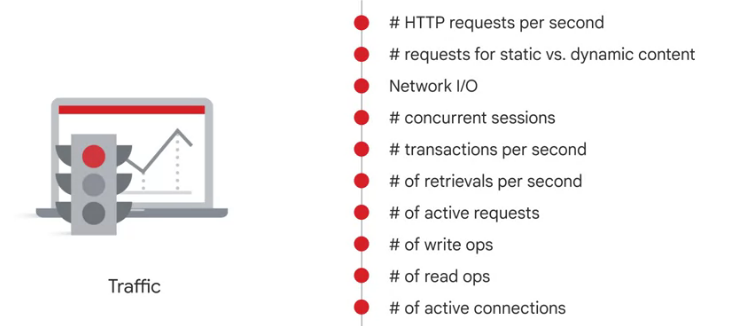 # HTTP requests per second
# requests for static vs. dynamic content
Network I/O
# concurrent sessions
# transactions per second
# of retrievals per second
# of active requests
# of write ops
# of read ops
# of active connections
Traffic